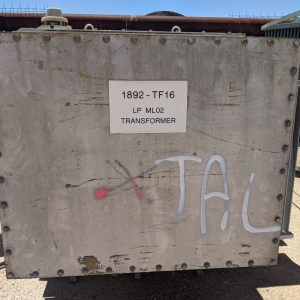 1892-TF16
LP ML02
TRANSFORMER
TAL